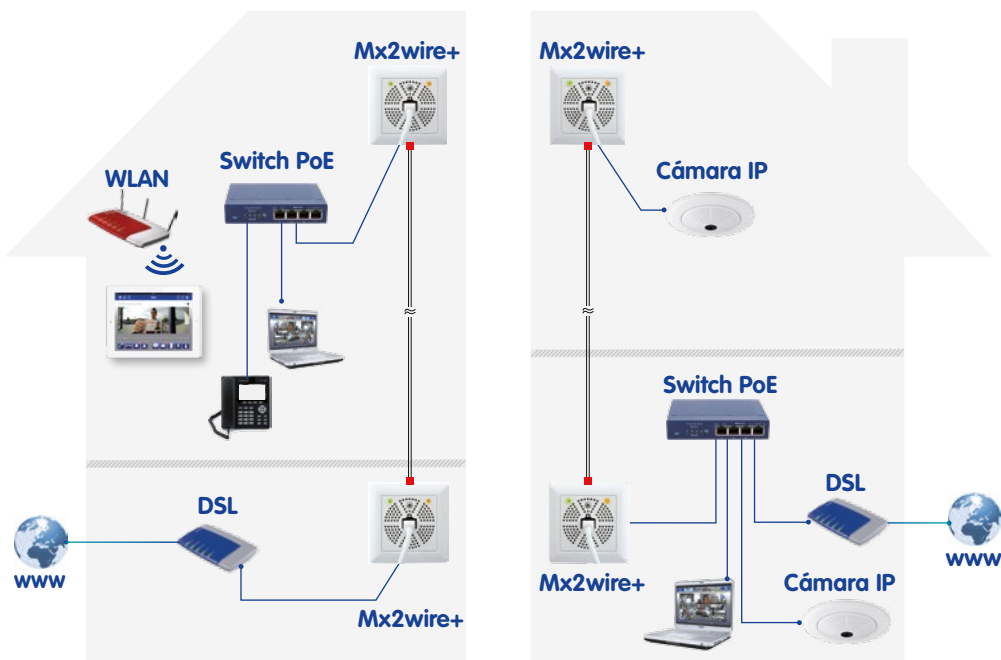 Mx2wire+
Switch PoE
WLAN
DSL
www
Mx2wire+
Mx2wire+
Cámara IP
Switch PoE
DSL
www
Mx2wire+
Cámara IP